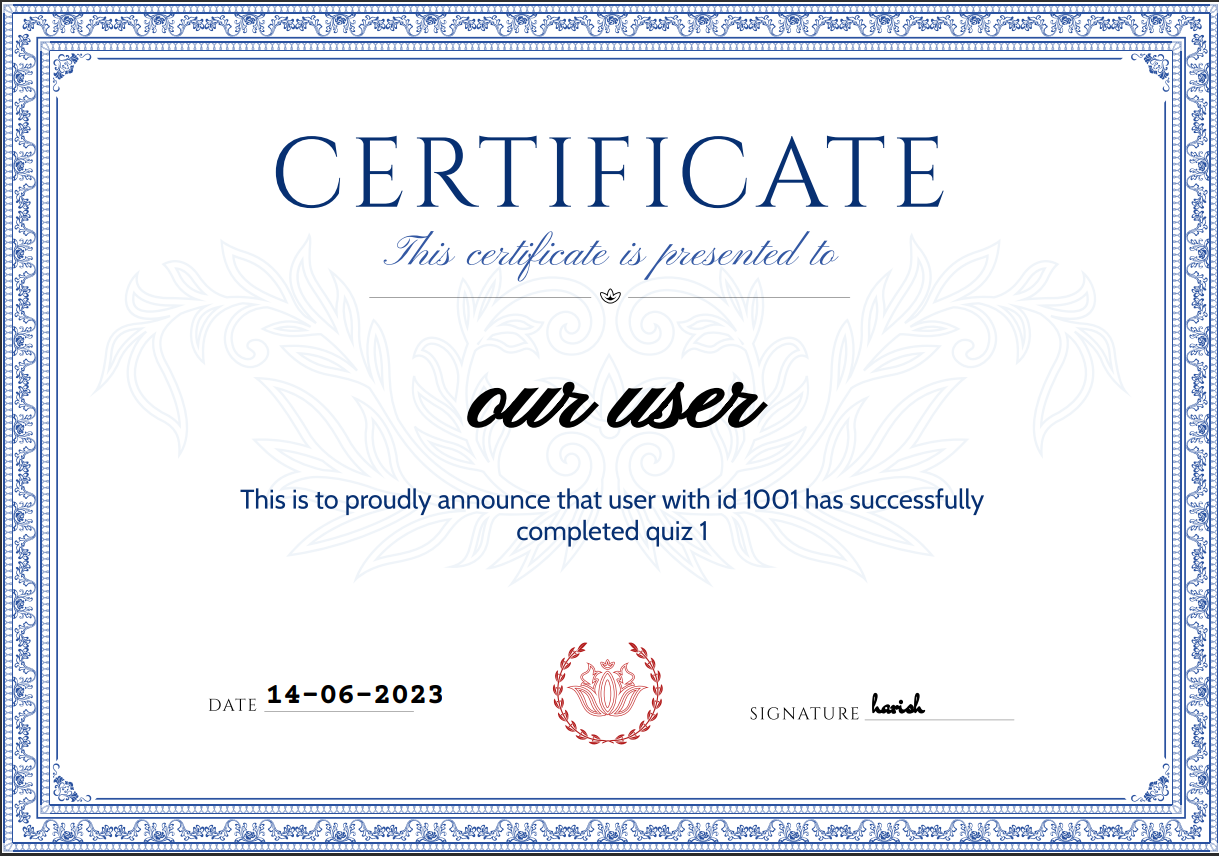 CERTIFICATE
This certificate is presented to
our user
This is to proudly announce that user with id 1001 has successfully
completed quiz 1
DATE 14-06-2023
SIGNATURE harish